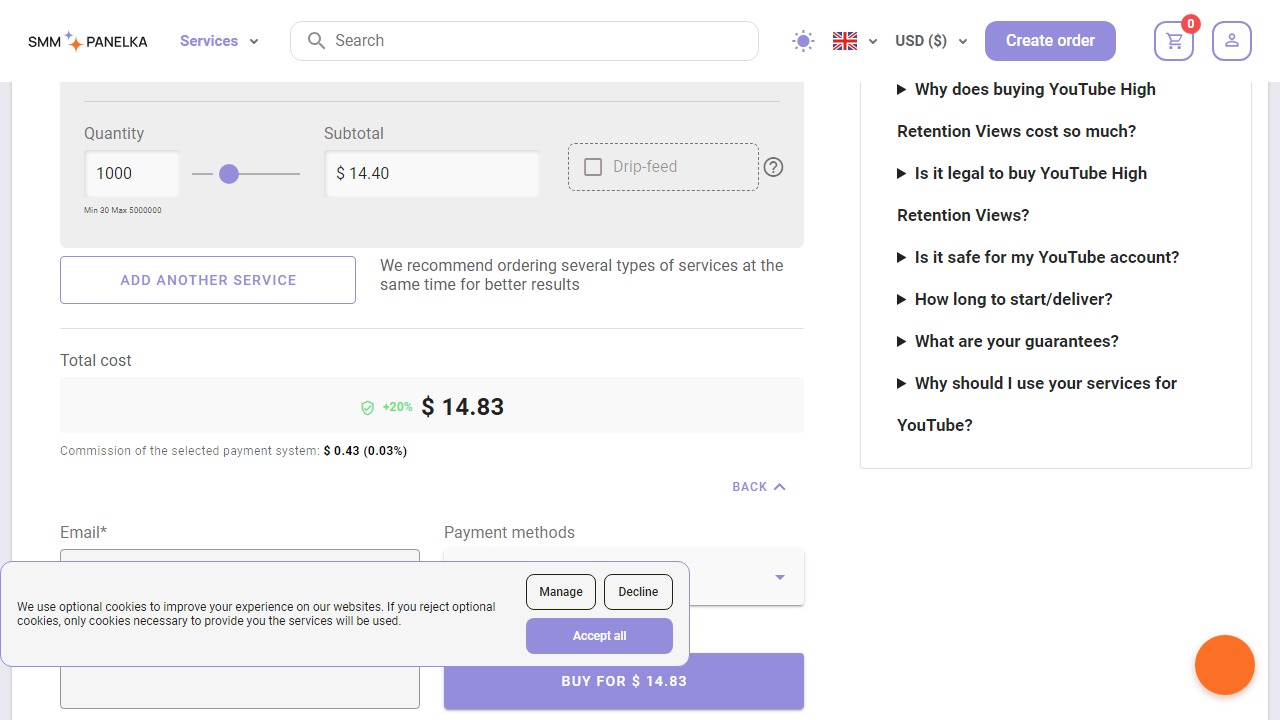 SMM PANELKA
Services
Search
USD ($)
Create order
0
Quantity
Subtotal
1000
$ 14.40
Drip-feed
Min 30 Max 5000000
ADD ANOTHER SERVICE
We recommend ordering several types of services at the
same time for better results
Total cost
+20% $ 14.83
Commission of the selected payment system: $ 0.43 (0.03%)
BACK
Email*
Payment methods
We use optional cookies to improve your experience on our websites. If you reject optional
cookies, only cookies necessary to provide you the services will be used.
Manage
Decline
Accept all
BUY FOR $ 14.83
Why does buying YouTube High
Retention Views cost so much?
Is it legal to buy YouTube High
Retention Views?
Is it safe for my YouTube account?
How long to start/deliver?
What are your guarantees?
Why should I use your services for
YouTube?